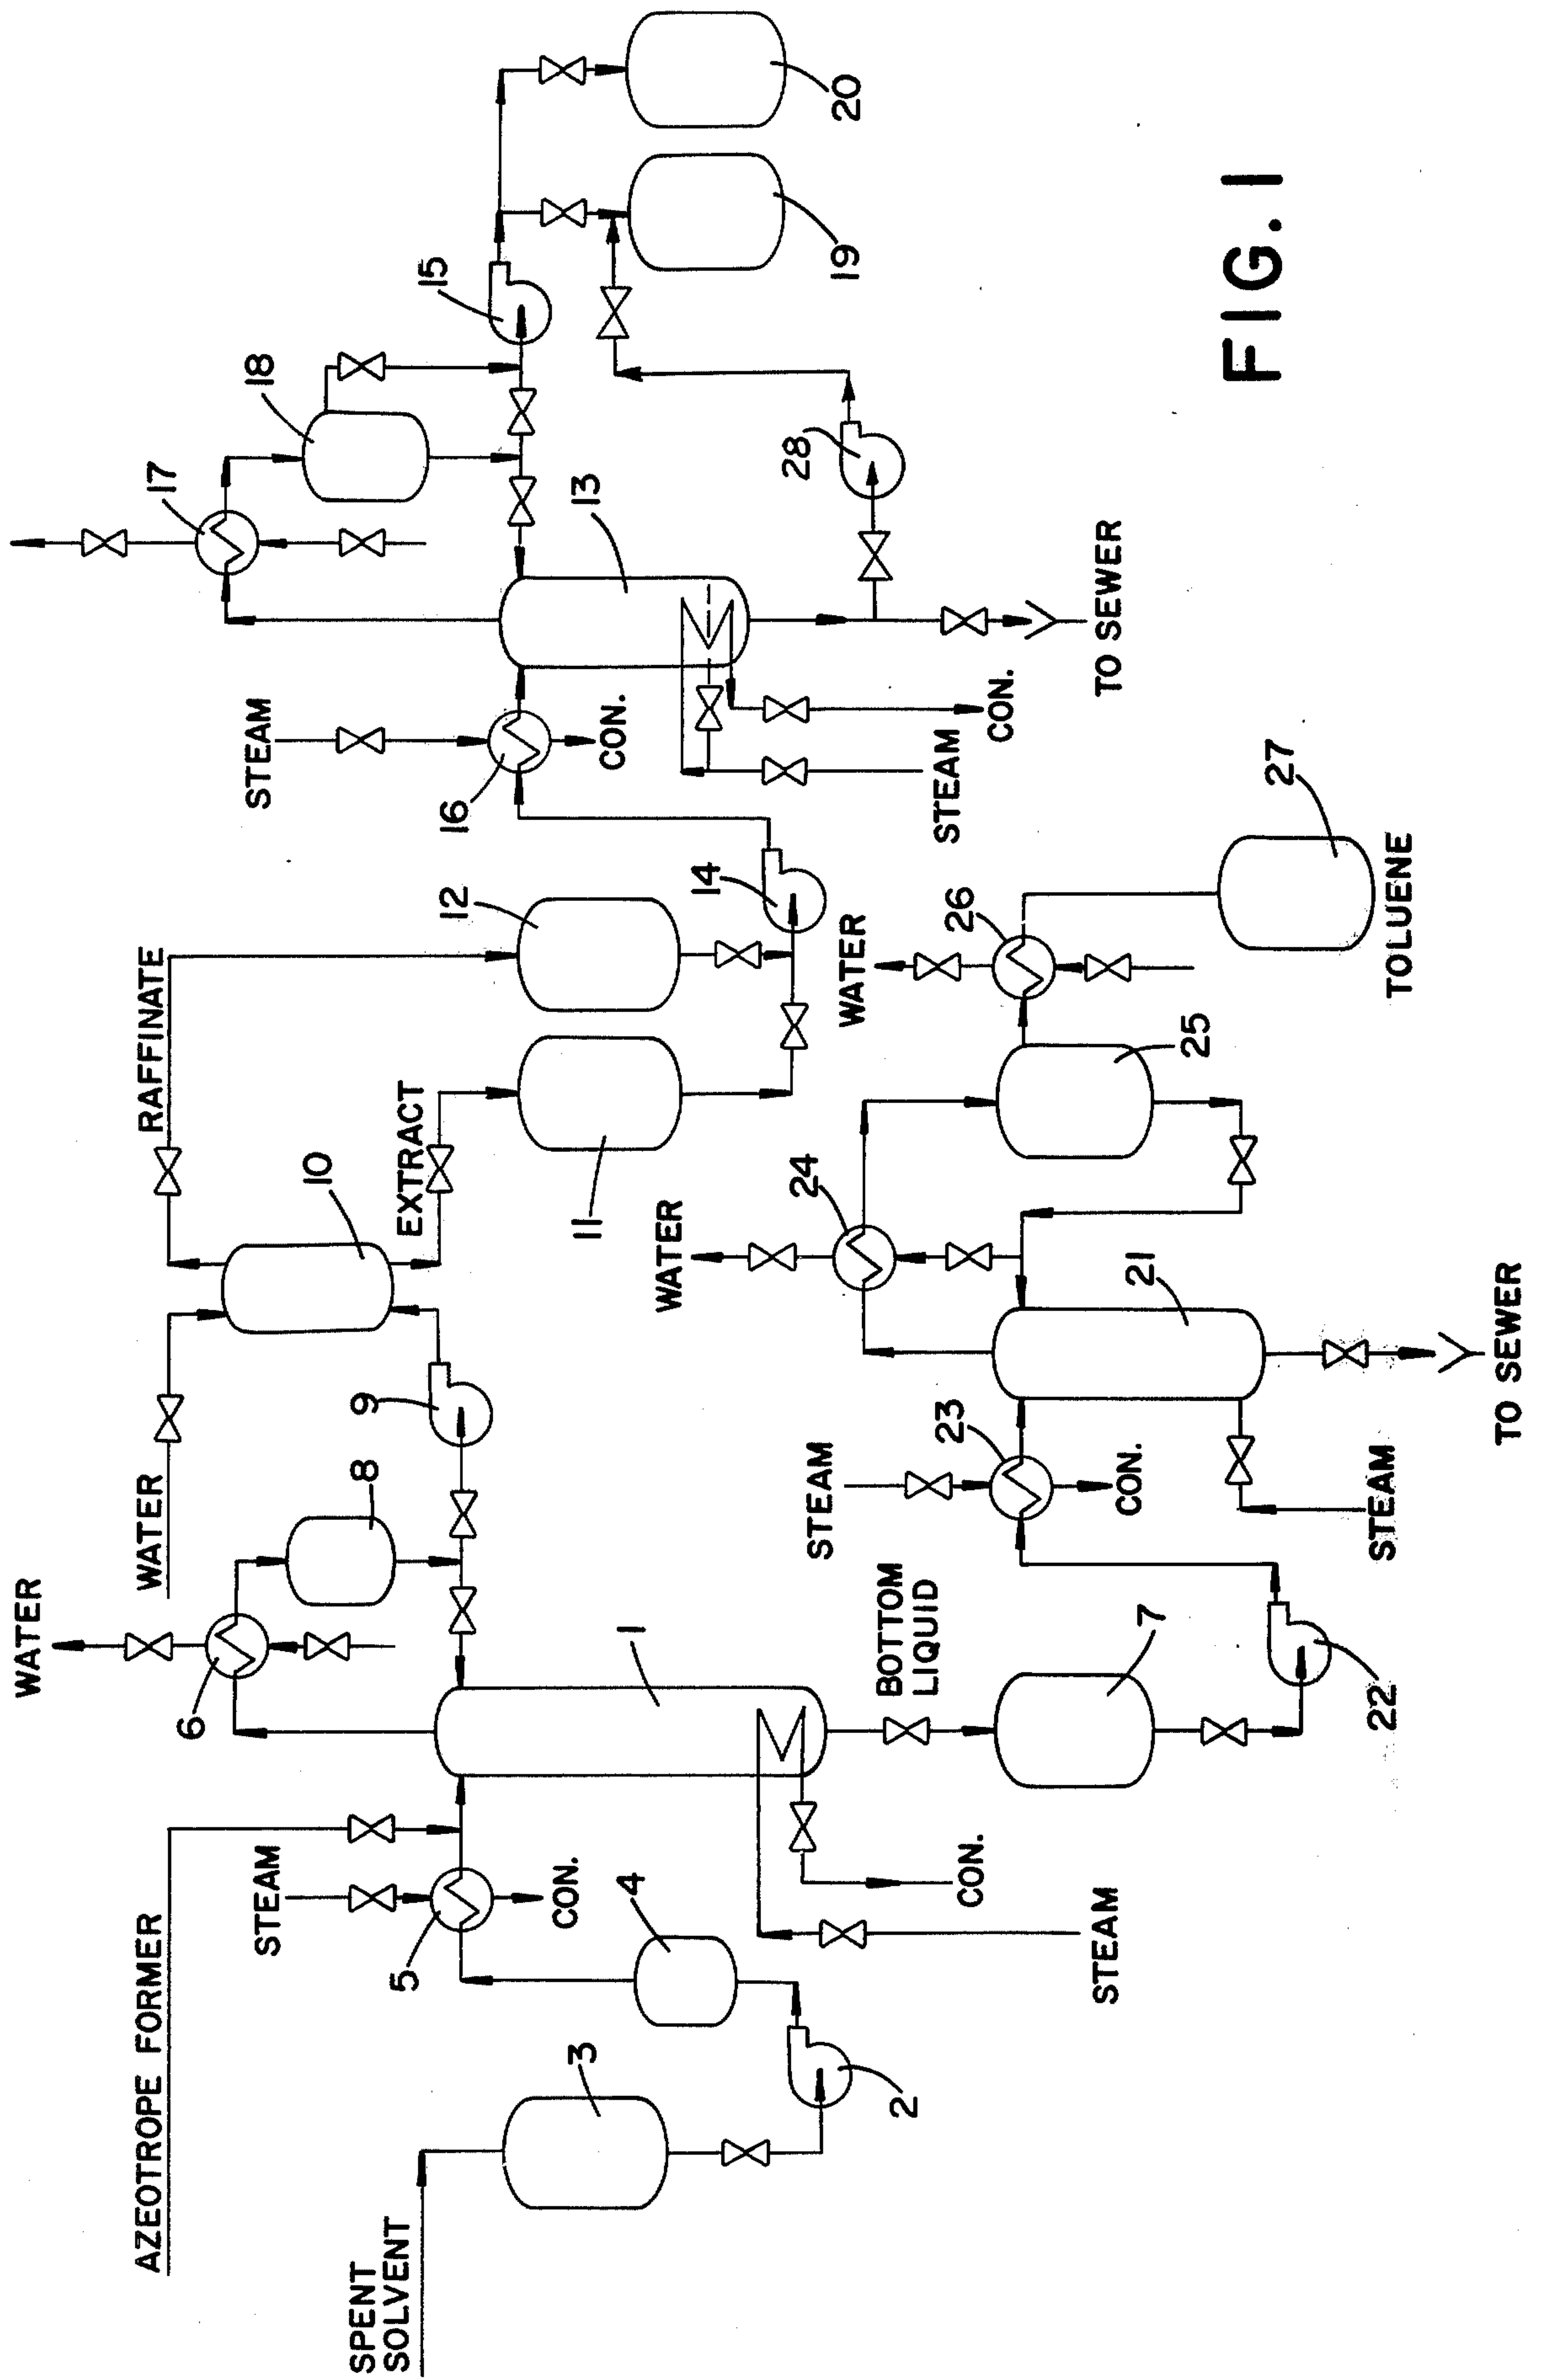 WATER
AZEOTROPE FORMER
WATER
RAFFINATE
17
6
STEAM
STEAM
18
10
SPENT
SOLVENT
9
8
5
EXTRACT
15
12
16
CON.
3
11
13
CON.
4
1
WATER
14
24
28
STEAM
WATER
19
20
BOTTOM
LIQUID
2
23
26
STEAM
CON.
CON.
STEAM
TO SEWER
CON.
21
7
25
FIG. 1
27
22
STEAM
TOLUENE
TO SEWER